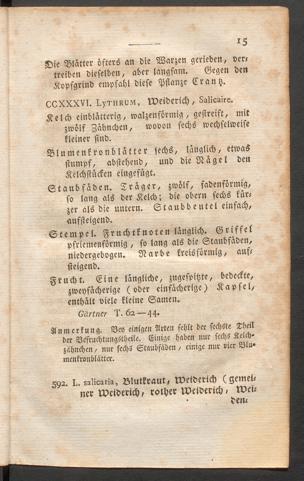 15
Die Blätter öfters an die Warzen gerieben, ver-
treiben dieselben, aber langsam. Gegen den
Kopfgrind empfahl diese Pflanze Crantz.
CCXXXVI. LYTHRUM, Weiderich, Salicaire.
Kelch einblätterig, walzenförmig, gestreift, mit
zwölf Zähnchen, wovon sechs wechselweise
kleiner sind.
Blumenkronblätter sechs, länglich, etwas
stumpf, abstehend, und die Nägel den
Kelchstücken eingefügt.
Staubfäden. Träger, zwölf, fadenförmig,
so lang als der Kelch; die obern sechs kür-
zer als die untern. Staubbeutel einfach,
aufsteigend.
Stempel. Fruchtknoten länglich. Griffel
pfriemenförmig, so lang als die Staubfäden,
niedergebogen. Narbe kreisförmig, auf-
steigend.
Frucht. Eine längliche, zugespitzte, bedeckte,
zweyfächerige (oder einfächerige) Kapsel,
enthält viele kleine Samen.
Gärtner T. 62—44.
Anmerkung. Bey einigen Arten fehlt der sechste Theil
der Befruchtungstheile. Einige haben nur sechs Kelch-
zähnchen, nur sechs Staubfäden, einige nur vier Blu-
menkronblätter.
592. L. salicaria, Blutkraut, Weiderich (gemei-
ner Weiderich, rother Weiderich, Wei-
den-